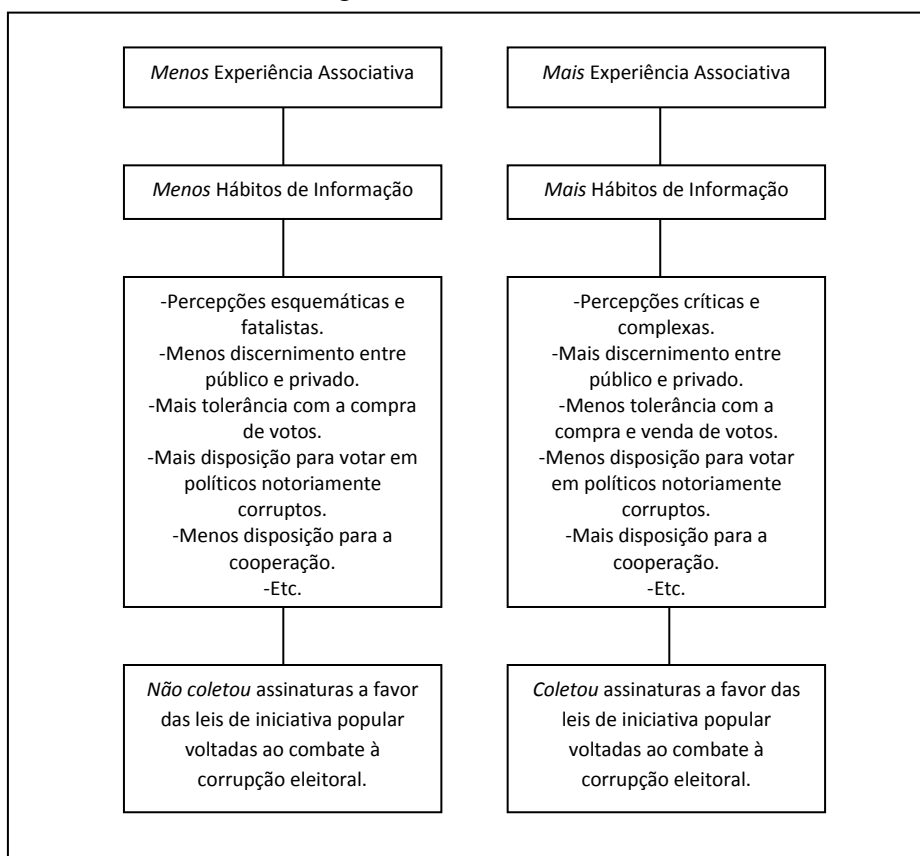 Menos Experiência Associativa
Menos Hábitos de Informação
-Percepções esquemáticas e
fatalistas.
-Menos discernimento entre
público e privado.
-Mais tolerância com a compra
de votos.
-Mais disposição para votar em
políticos notoriamente
corruptos.
-Menos disposição para a
cooperação.
-Etc.
Não coletou assinaturas a favor
das leis de iniciativa popular
voltadas ao combate à
corrupção eleitoral.
Mais Experiência Associativa
Mais Hábitos de Informação
-Percepções críticas e
complexas.
-Mais discernimento entre
público e privado.
-Menos tolerância com a
compra e venda de votos.
-Menos disposição para votar
em políticos notoriamente
corruptos.
-Mais disposição para a
cooperação.
-Etc.
Coletou assinaturas a favor das
leis de iniciativa popular
voltadas ao combate à
corrupção eleitoral.